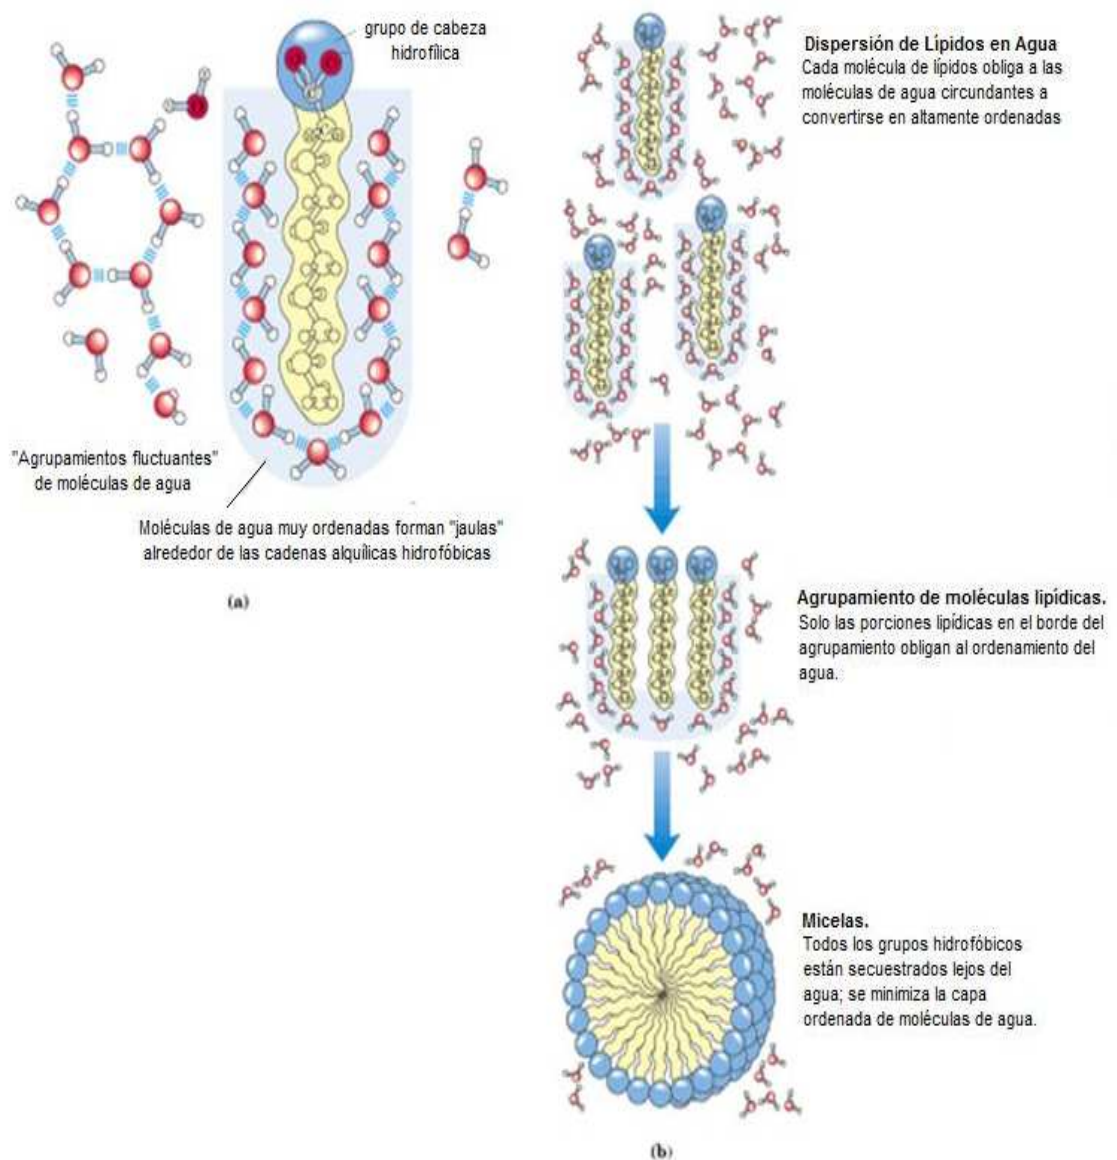 grupo de cabeza
hidrofílica
"Agrupamientos fluctuantes"
de moléculas de agua
Moléculas de agua muy ordenadas forman "jaulas"
alrededor de las cadenas alquílicas hidrofóbicas
(a)
Dispersión de Lípidos en Agua
Cada molécula de lípidos obliga a las
moléculas de agua circundantes a
convertirse en altamente ordenadas
Agrupamiento de moléculas lipídicas.
Solo las porciones lipídicas en el borde del
agrupamiento obligan al ordenamiento del
agua.
Micelas.
Todos los grupos hidrofóbicos
están secuestrados lejos del
agua; se minimiza la capa
ordenada de moléculas de agua.
(b)